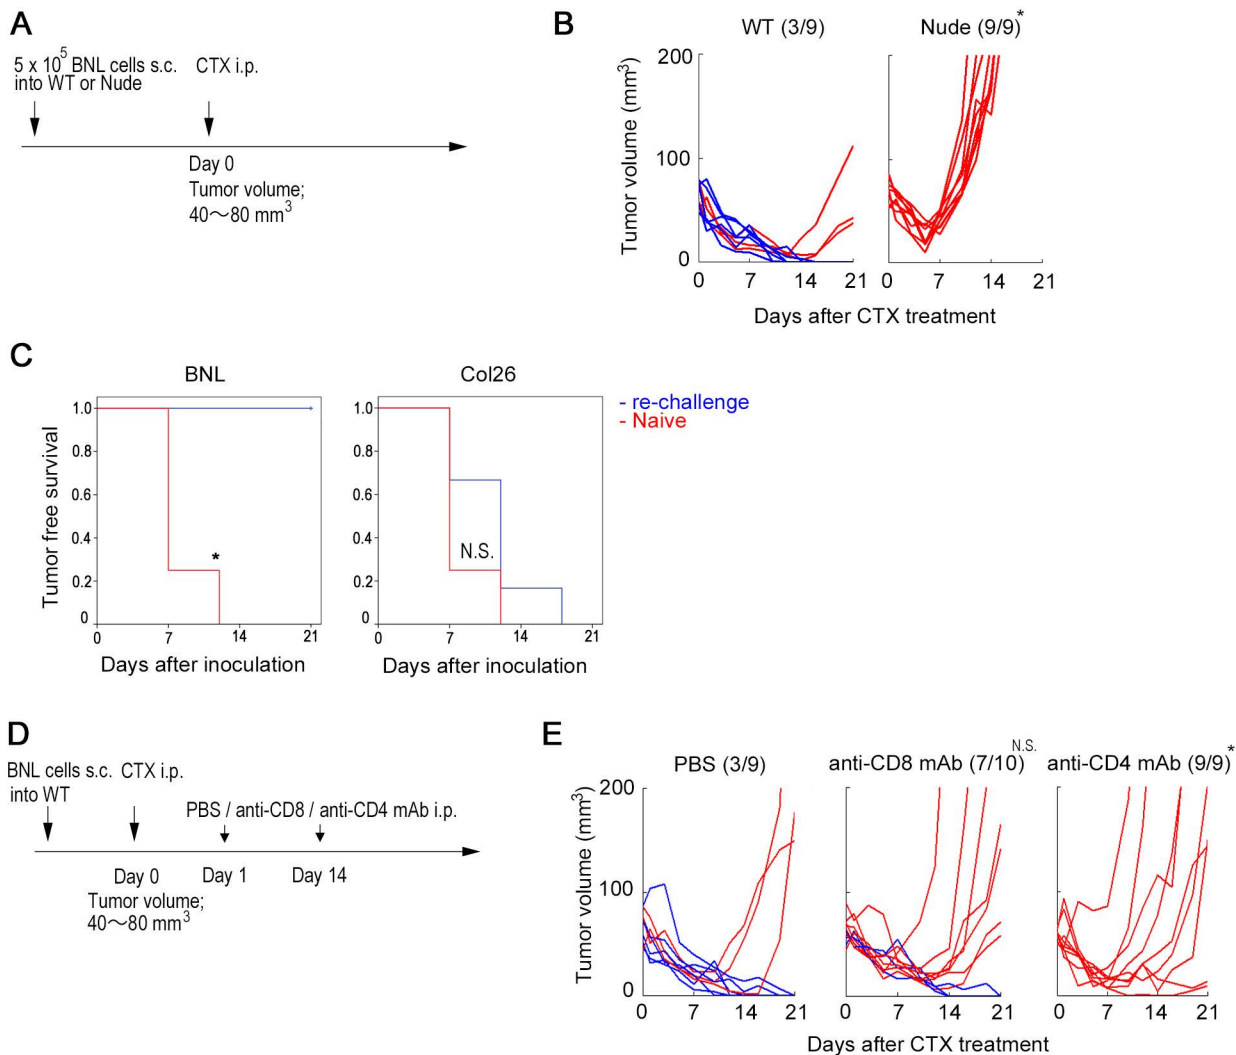 A
5 x 10^5 BNL cells s.c.
into WT or Nude
CTX i.p.
Day 0
Tumor volume;
40～80 mm^3
B
WT (3/9)
Nude (9/9)*
Tumor volume (mm^3)
200
100
0
0 7 14 21
0 7 14 21
Days after CTX treatment
C
BNL
Col26
- re-challenge
- Naive
Tumor free survival
1.0
0.8
0.6
0.4
0.2
0
*
0 7 14 21
Days after inoculation
1.0
0.8
0.6
0.4
0.2
0
N.S.
0 7 14 21
Days after inoculation
D
BNL cells s.c.
into WT
CTX i.p.
PBS / anti-CD8 / anti-CD4 mAb i.p.
Day 0
Day 1
Day 14
Tumor volume;
40～80 mm^3
E
PBS (3/9)
anti-CD8 mAb (7/10) N.S.
anti-CD4 mAb (9/9)*
Tumor volume (mm^3)
200
100
0
0 7 14 21
0 7 14 21
0 7 14 21
Days after CTX treatment